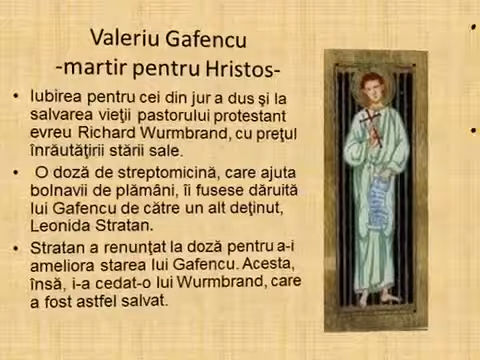 Valeriu Gafencu
-martir pentru Hristos-
• Iubirea pentru cei din jur a dus şi la
salvarea vieţii pastorului protestant
evreu Richard Wurmbrand, cu preţul
înrăutăţirii stării sale.
• O doză de streptomicină, care ajuta
bolnavii de plămâni, îi fusese dăruită
lui Gafencu de către un alt deţinut,
Leonida Stratan.
• Stratan a renunţat la doză pentru a-i
ameliora starea lui Gafencu. Acesta,
însă, i-a cedat-o lui Wurmbrand, care
a fost astfel salvat.